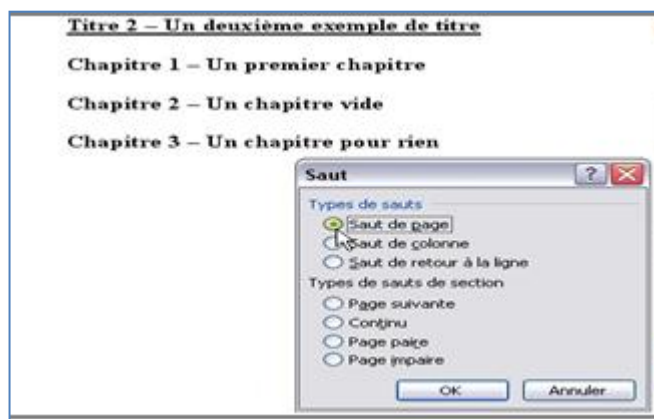 Titre 2 – Un deuxième exemple de titre
Chapitre 1 – Un premier chapitre
Chapitre 2 – Un chapitre vide
Chapitre 3 – Un chapitre pour rien
Saut
?
Types de sauts
Saut de page
Saut de colonne
Saut de retour à la ligne
Types de sauts de section
Page suivante
Continu
Page paire
Page impaire
OK Annuler